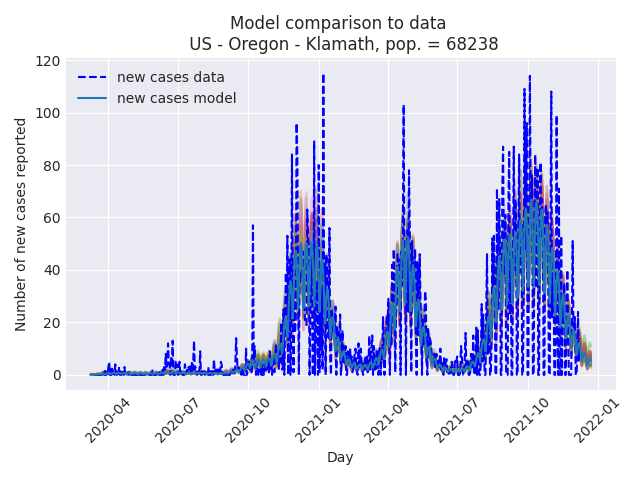 Model comparison to data
US - Oregon - Klamath, pop. = 68238
new cases data
new cases model
Number of new cases reported
120
100
80
60
40
20
0
2020-04
2020-07
2020-10
2021-01
2021-04
2021-07
2021-10
2022-01
Day